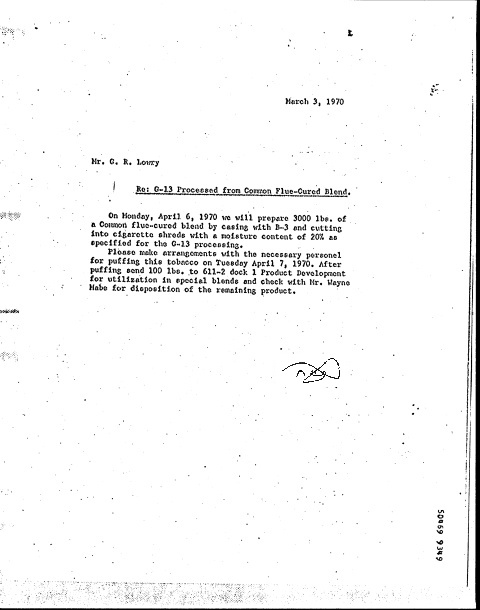 March 3, 1970
Mr. G. R. Lowry
Re: G-13 Processed from Common Flue-Cured Blend.
On Monday, April 6, 1970 we will prepare 3000 lbs. of
a Common flue-cured blend by casing with B-3 and cutting
into cigarette shreds with a moisture content of 20% as
specified for the G-13 processing.
Please make arrangements with the necessary personel
for puffing this tobacco on Tuesday April 7, 1970. After
puffing send 100 lbs. to 611-2 dock 1 Product Development
for utilization in special blends and check with Mr. Wayne
Mabe for disposition of the remaining product.
50469 9349